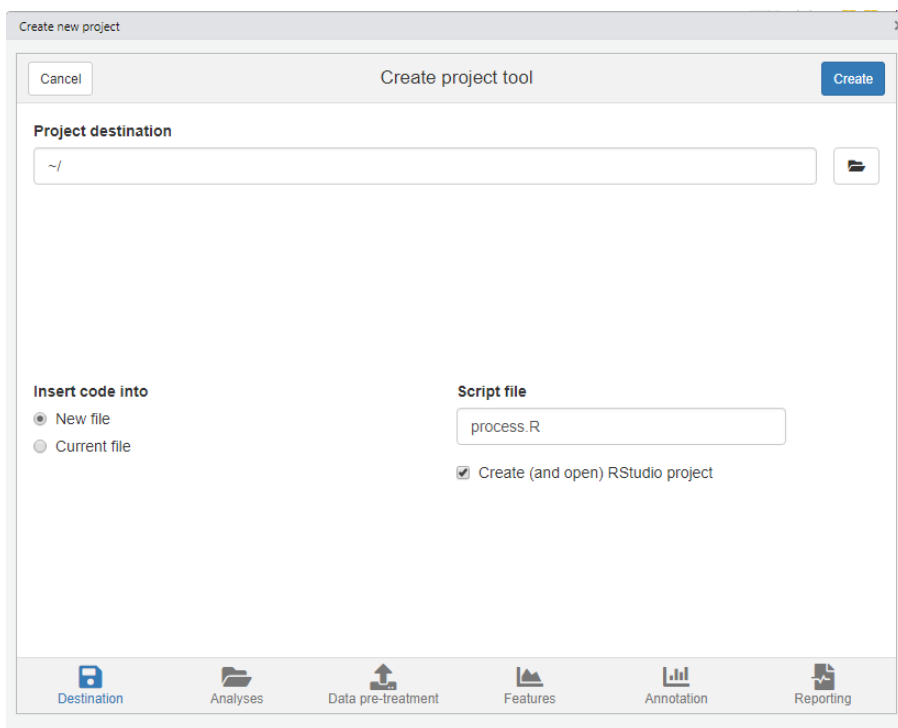 Create new project
Cancel Create project tool Create
Project destination
~/
Insert code into Script file
New file
process.R
Current file
Create (and open) RStudio project
Destination Analyses Data pre-treatment Features Annotation Reporting